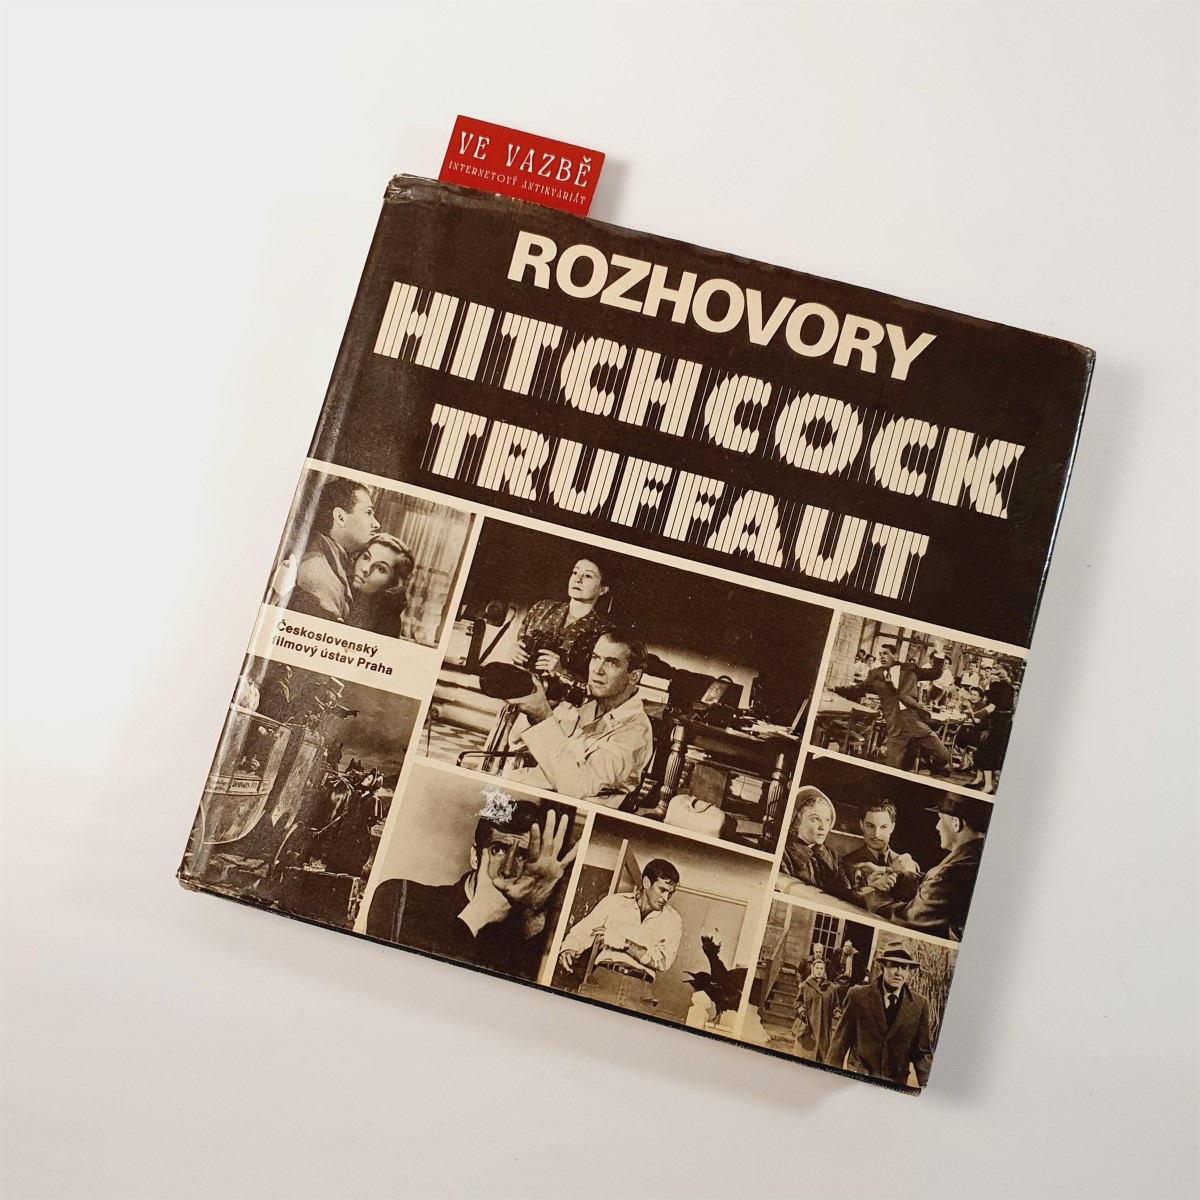 VE VAZBĚ
INTERNETOVÝ ANTIKVARIÁT
ROZHOVORY
HITCHCOCK
TRUFFAUT
Československý
filmový ústav Praha